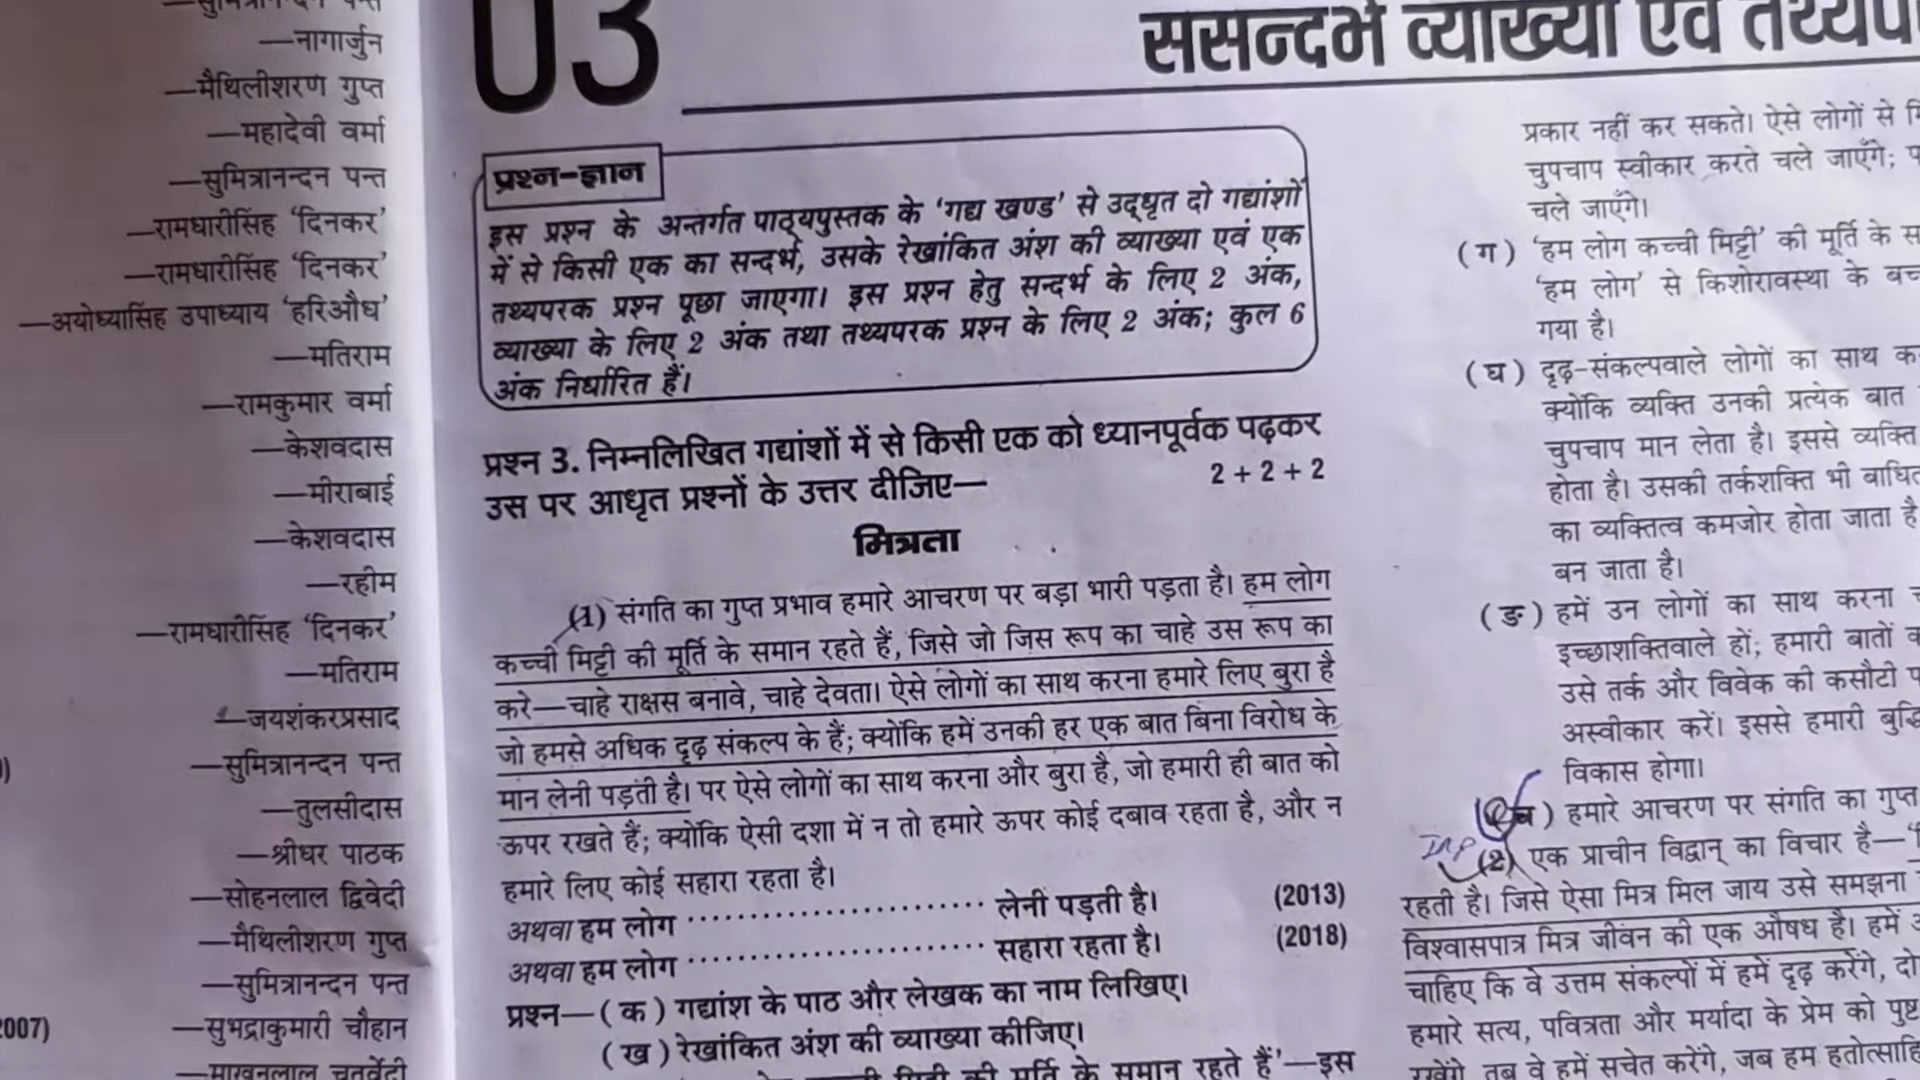 —नागार्जुन
—मैथिलीशरण गुप्त
—महादेवी वर्मा
—सुमित्रानन्दन पन्त
—रामधारीसिंह ‘दिनकर’
—रामधारीसिंह ‘दिनकर’
—अयोध्यासिंह उपाध्याय ‘हरिऔध’
—मतिराम
—रामकुमार वर्मा
—केशवदास
—मीराबाई
—केशवदास
—रहीम
—रामधारीसिंह ‘दिनकर’
—मतिराम
—जयशंकरप्रसाद
—सुमित्रानन्दन पन्त
—तुलसीदास
—श्रीधर पाठक
—सोहनलाल द्विवेदी
—मैथिलीशरण गुप्त
—सुमित्रानन्दन पन्त
2007) —सुभद्राकुमारी चौहान
—माखनलाल चतुर्वेदी
03
ससन्दर्भ व्याख्या एवं
प्रश्न-ज्ञान
इस प्रश्न के अन्तर्गत पाठ्यपुस्तक के ‘गद्य खण्ड’ से उद्धृत दो गद्यांशों
में से किसी एक का सन्दर्भ, उसके रेखांकित अंश की व्याख्या एवं एक
तथ्यपरक प्रश्न पूछा जाएगा। इस प्रश्न हेतु सन्दर्भ के लिए 2 अंक,
व्याख्या के लिए 2 अंक तथा तथ्यपरक प्रश्न के लिए 2 अंक; कुल 6
अंक निर्धारित हैं।
प्रश्न 3. निम्नलिखित गद्यांशों में से किसी एक को ध्यानपूर्वक पढ़कर
उस पर आधृत प्रश्नों के उत्तर दीजिए— 2 + 2 + 2
मित्रता
(1) संगति का गुप्त प्रभाव हमारे आचरण पर बड़ा भारी पड़ता है। हम लोग
कच्ची मिट्टी की मूर्ति के समान रहते हैं, जिसे जो जिस रूप का चाहे उस रूप का
करे—चाहे राक्षस बनावे, चाहे देवता। ऐसे लोगों का साथ करना हमारे लिए बुरा है
जो हमसे अधिक दृढ़ संकल्प के हैं; क्योंकि हमें उनकी हर एक बात बिना विरोध के
मान लेनी पड़ती है। पर ऐसे लोगों का साथ करना और बुरा है, जो हमारी ही बात को
ऊपर रखते हैं; क्योंकि ऐसी दशा में न तो हमारे ऊपर कोई दबाव रहता है, और न
हमारे लिए कोई सहारा रहता है।
अथवा हम लोग ........................ लेनी पड़ती है। (2013)
अथवा हम लोग ........................ सहारा रहता है। (2018)
प्रश्न—(क) गद्यांश के पाठ और लेखक का नाम लिखिए।
(ख) रेखांकित अंश की व्याख्या कीजिए।
मिट्टी की मूर्ति के समान रहते हैं’—इस
प्रकार नहीं कर सकते। ऐसे लोगों से
चुपचाप स्वीकार करते चले जाएँगे;
चले जाएँगे।
(ग) ‘हम लोग कच्ची मिट्टी’ की मूर्ति के
‘हम लोग’ से किशोरावस्था के
गया है।
(घ) दृढ़-संकल्पवाले लोगों का साथ
क्योंकि व्यक्ति उनकी प्रत्येक बात
चुपचाप मान लेता है। इससे व्यक्ति
होता है। उसकी तर्कशक्ति भी
का व्यक्तित्व कमजोर होता जाता है
बन जाता है।
(ङ) हमें उन लोगों का साथ करना
इच्छाशक्तिवाले हों; हमारी बातों
उसे तर्क और विवेक की कसौटी
अस्वीकार करें। इससे हमारी
विकास होगा।
(च) हमारे आचरण पर संगति का गुप्त
(2) एक प्राचीन विद्वान् का विचार है—
रहती है। जिसे ऐसा मित्र मिल जाय उसे समझना
विश्वासपात्र मित्र जीवन की एक औषध है। हमें
चाहिए कि वे उत्तम संकल्पों में हमें दृढ़ करेंगे,
हमारे सत्य, पवित्रता और मर्यादा के प्रेम को पुष्ट
रखेंगे, तब वे हमें सचेत करेंगे, जब हम